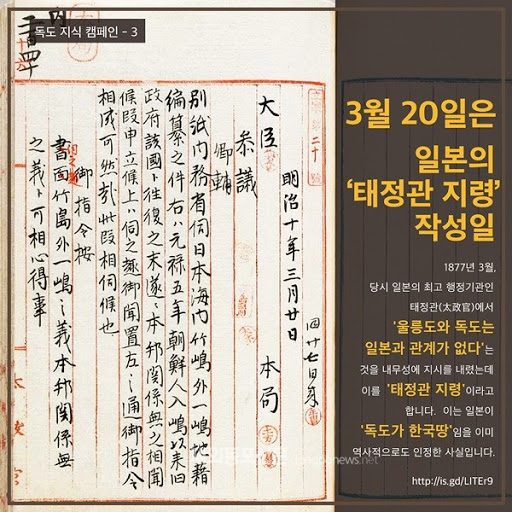 독도 지식 캠페인 - 3
明治十年三月廿日
大臣 本局
参議
卿輔
別紙内務省伺日本海内竹嶋外一嶋地籍
編纂之件右ハ元禄五年朝鮮人入嶋以来旧
政府該國ト往復之末遂ニ本邦関係無之相聞
候段申立候上ハ伺之趣御聞置左之通御指令
相成可然哉此段相伺候也
御指令按
書面竹島外一嶋之義本邦関係無
之義ト可相心得事
3월 20일은
일본의
‘태정관 지령’
작성일
1877년 3월,
당시 일본의 최고 행정기관인
태정관(太政官)에서
'울릉도와 독도는
일본과 관계가 없다'는
것을 내무성에 지시를 내렸는데
이를 '태정관 지령'이라고
합니다. 이는 일본이
'독도가 한국땅'임을 이미
역사적으로도 인정한 사실입니다.
http://is.gd/LITEr9